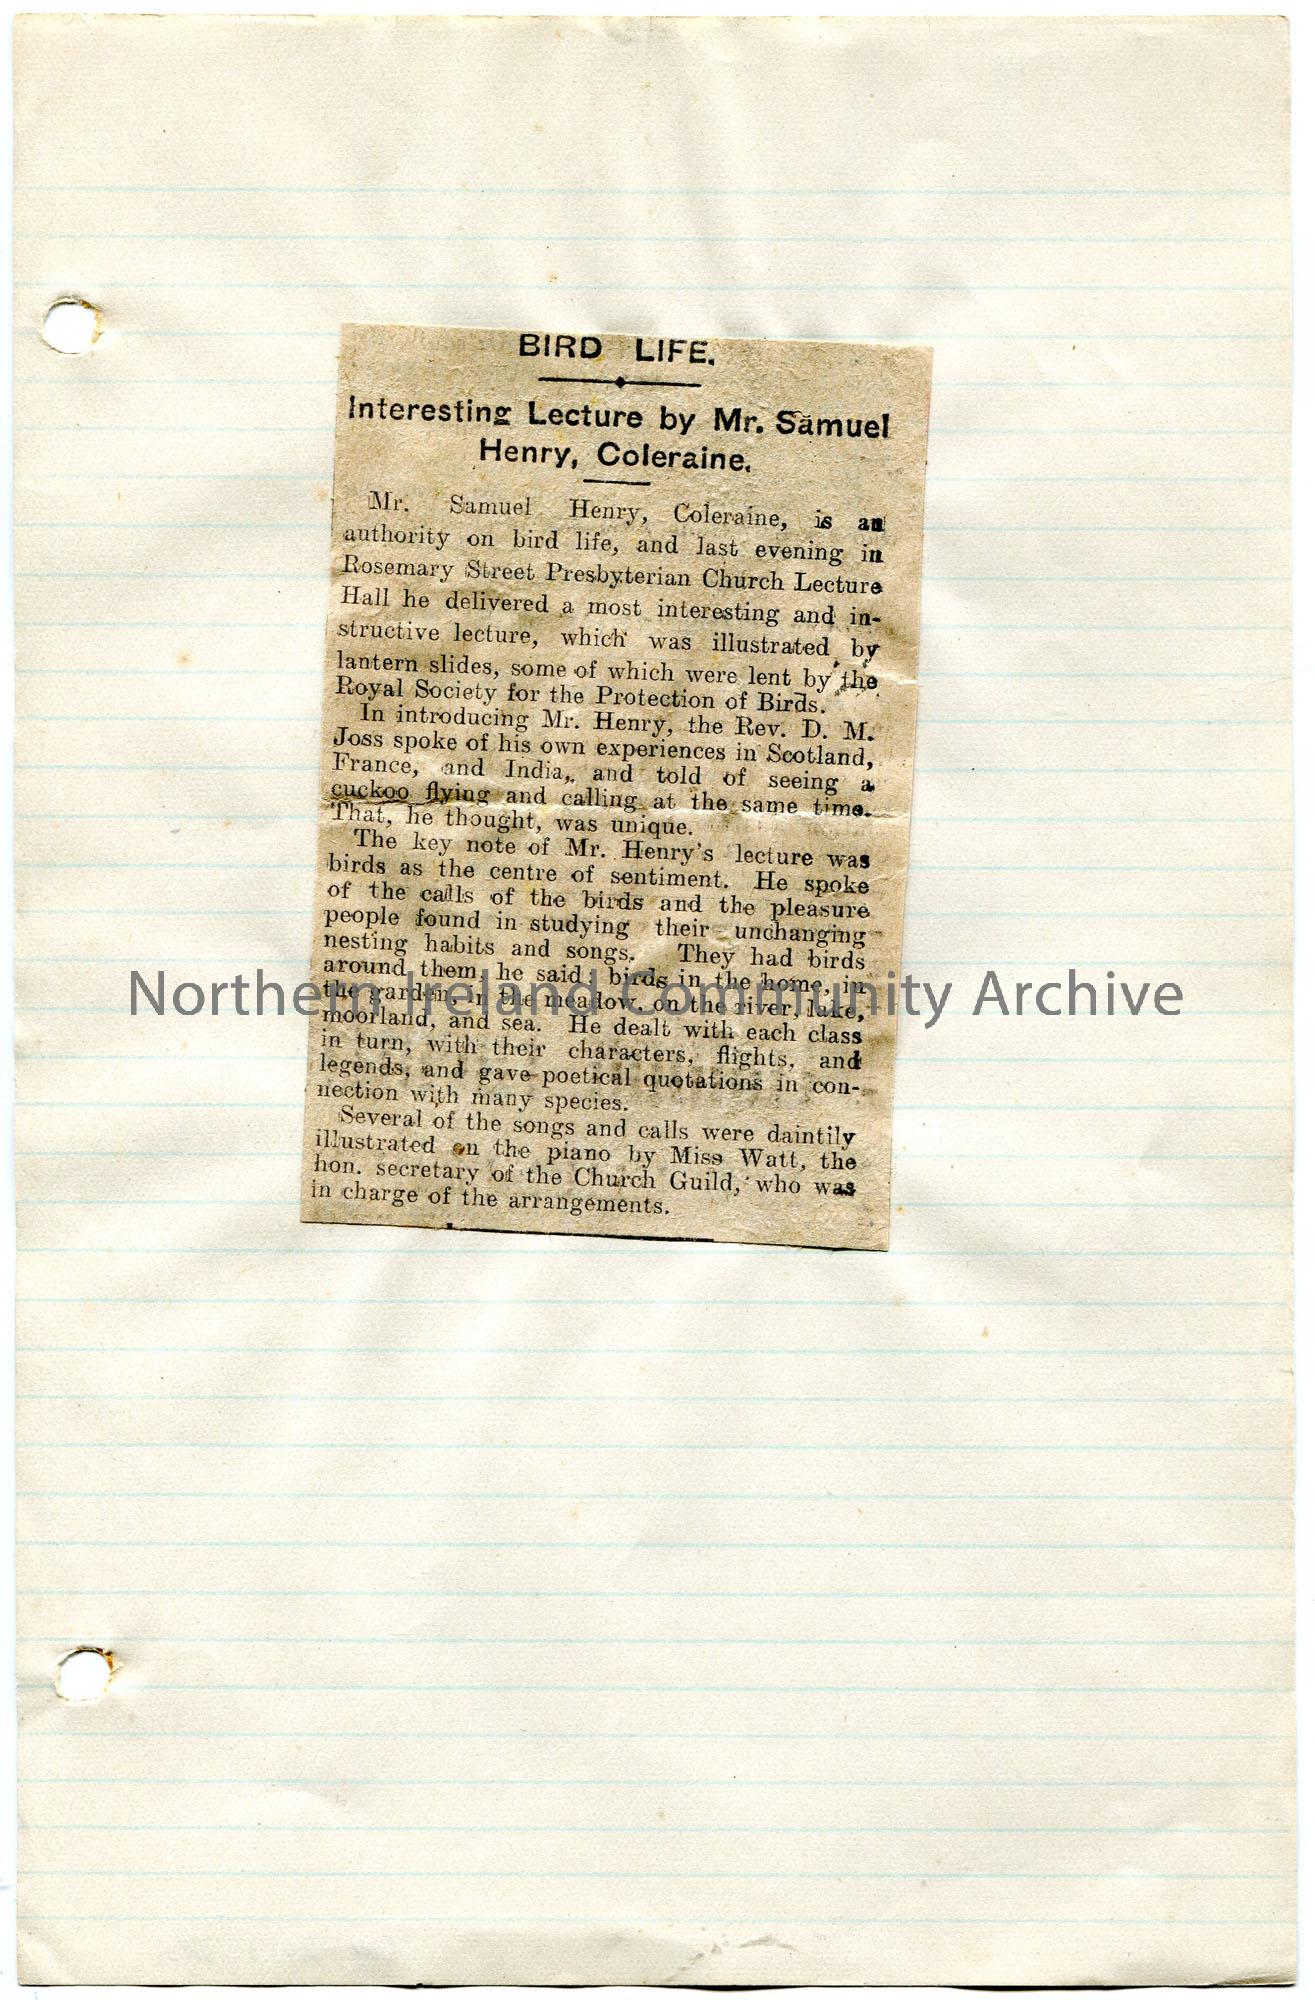 BIRD LIFE.
Interesting Lecture by Mr. Samuel
Henry, Coleraine.
Mr. Samuel Henry, Coleraine, is an
authority on bird life, and last evening in
Rosemary Street Presbyterian Church Lecture
Hall he delivered a most interesting and in-
structive lecture, which was illustrated by
lantern slides, some of which were lent by the
Royal Society for the Protection of Birds.
In introducing Mr. Henry, the Rev. D. M.
Joss spoke of his own experiences in Scotland,
France, and India, and told of seeing a
cuckoo flying and calling at the same time.
That, he thought, was unique.
The key note of Mr. Henry's lecture was
birds as the centre of sentiment. He spoke
of the calls of the birds and the pleasure
people found in studying their unchanging
nesting habits and songs. They had birds
around them, he said, birds in the home, in
the garden, in the meadow, on the river, lake,
moorland, and sea. He dealt with each class
in turn, with their characters, flights, and
legends, and gave poetical quotations in con-
nection with many species.
Several of the songs and calls were daintily
illustrated on the piano by Miss Watt, the
hon. secretary of the Church Guild, who was
in charge of the arrangements.
Northern Ireland Community Archive